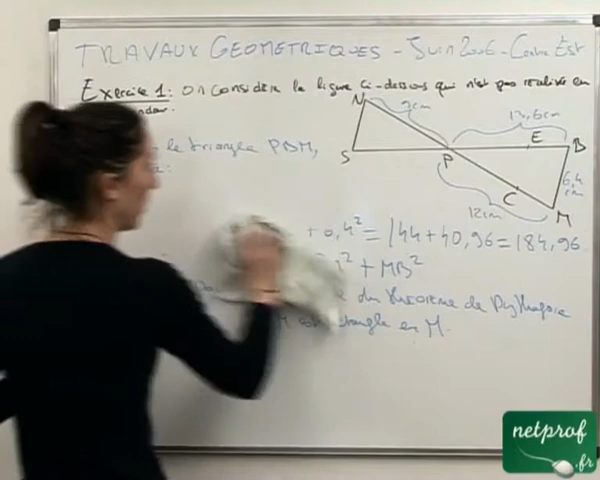 TRAVAUX GEOMETRIQUES - Juin 2006 - Centre Est
Exercice 1: On considère la figure ci-dessous qui n'est pas réalisée en
N 9cm 13,6cm
E B
le triangle PBM,
S P
6,4 cm
C
12cm M
+ 6,4² = 144 + 40,96 = 184,96
² + MB²
du théorème de Pythagore
rectangle en M.
netprof
.fr